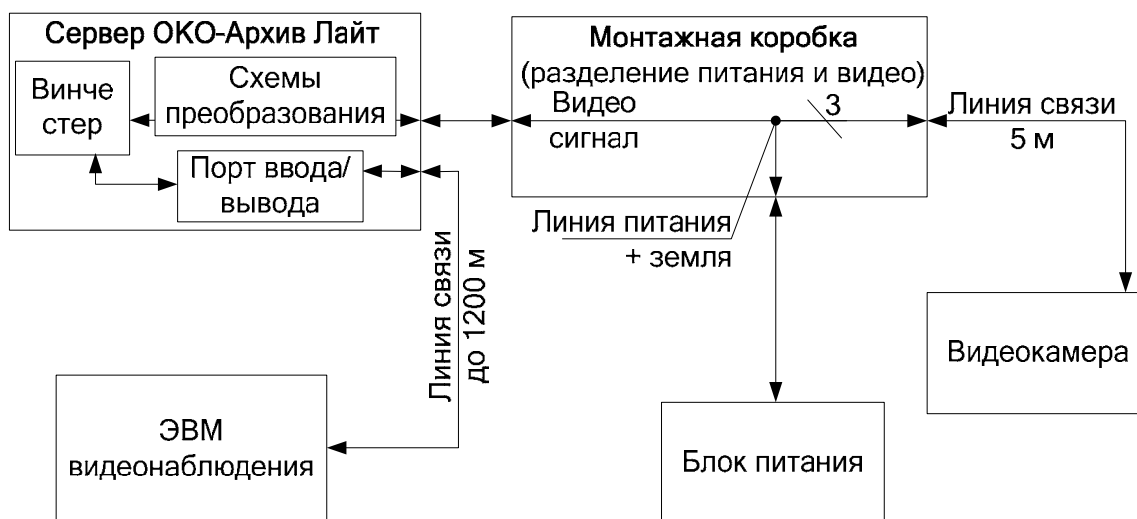 Сервер ОКО-Архив Лайт
Винче
стер
Схемы
преобразования
Порт ввода/
вывода
Монтажная коробка
(разделение питания и видео)
Видео
сигнал
3
Линия связи
5 м
Линия питания
+ земля
Линия связи
до 1200 м
Видеокамера
ЭВМ
видеонаблюдения
Блок питания